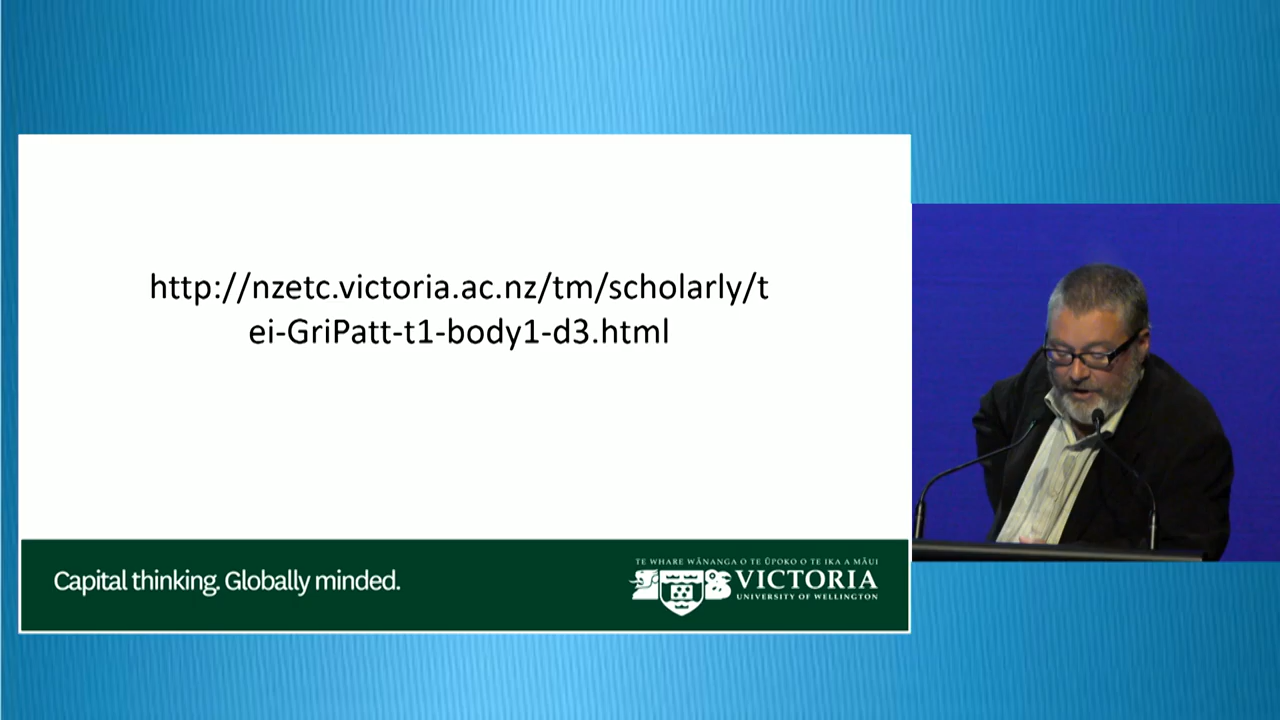 http://nzetc.victoria.ac.nz/tm/scholarly/t
ei-GriPatt-t1-body1-d3.html
Capital thinking. Globally minded.
TE WHARE WĀNANGA O TE ŪPOKO O TE IKA A MĀUI
VICTORIA
UNIVERSITY OF WELLINGTON